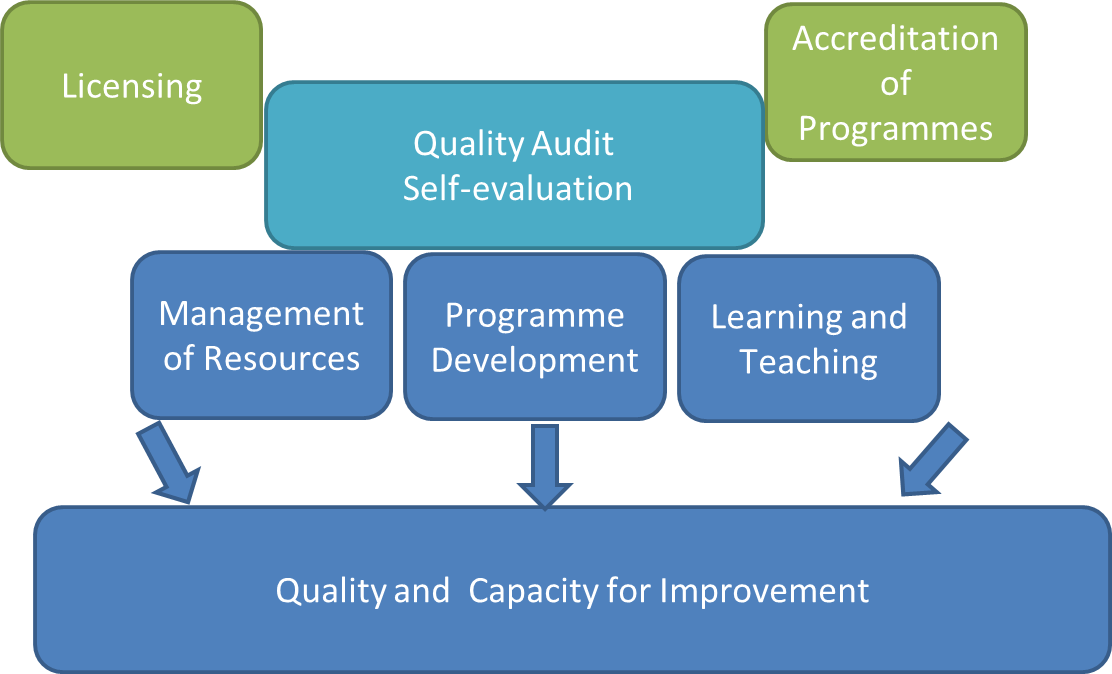 Licensing
Accreditation
of
Programmes
Quality Audit
Self-evaluation
Management
of Resources
Programme
Development
Learning and
Teaching
Quality and  Capacity for Improvement